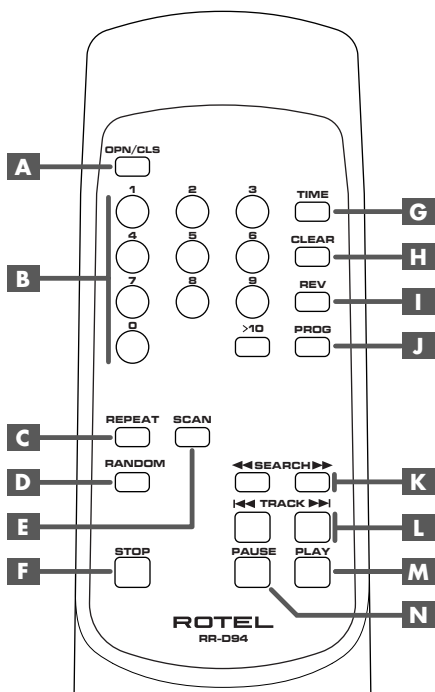 OPN/CLS
A
1 2 3 TIME
G
4 5 6 CLEAR
H
B
7 8 9 REV
I
0 >10 PROG
J
REPEAT SCAN
C
RANDOM ◀◀ SEARCH ▶▶
D K
E
|◀◀ TRACK ▶▶|
L
STOP PAUSE PLAY
F M
N
ROTEL
RR-D94